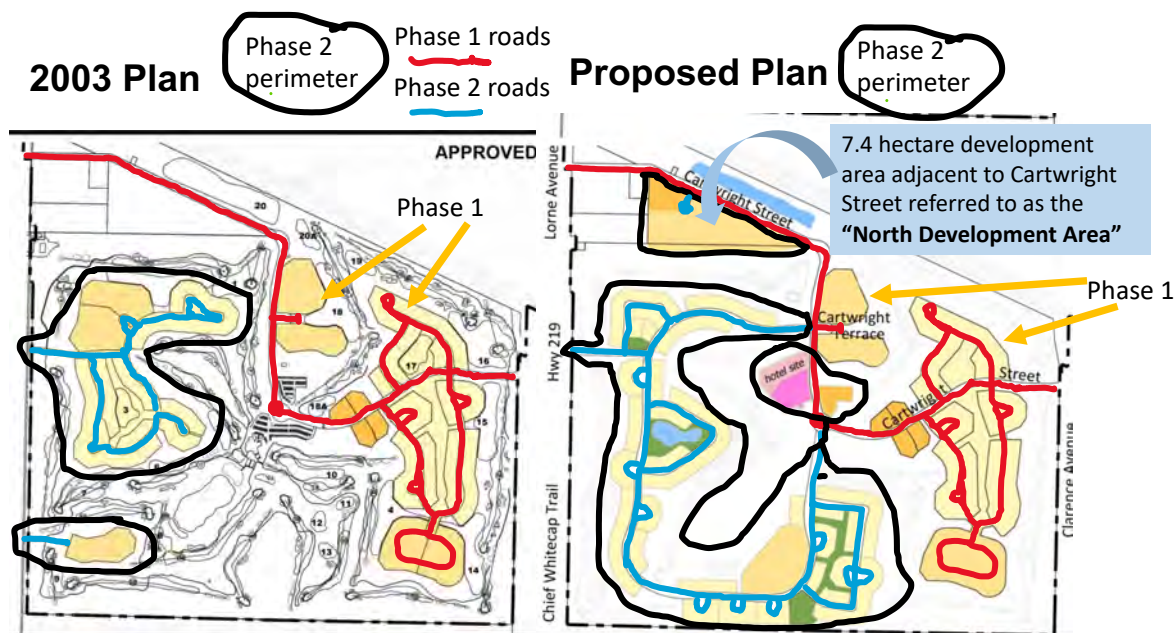 2003 Plan
Phase 2
perimeter
Phase 1 roads
Phase 2 roads
Proposed Plan
Phase 2
perimeter
APPROVED
Phase 1
20
20A
19
18
17
16
18A
15
3
4
10
11
12
13
14
9
Lorne Avenue
Hwy 219
Chief Whitecap Trail
Cartwright Street
7.4 hectare development
area adjacent to Cartwright
Street referred to as the
“North Development Area”
Phase 1
Cartwright
Terrace
hotel site
Cartwright
Street
Clarence Avenue